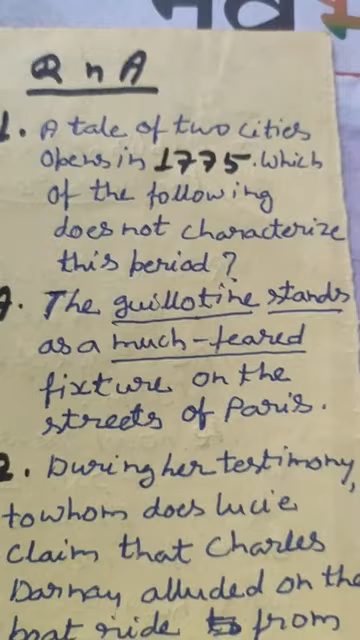 Q n A
1. A tale of two cities
Opens in 1775. Which
of the following
does not characterize
this period?
A. The guillotine stands
as a much-feared
fixture on the
streets of Paris.
2. During her testimony,
to whom does lucie
Claim that Charles
Darnay alluded on the
boat ride to from